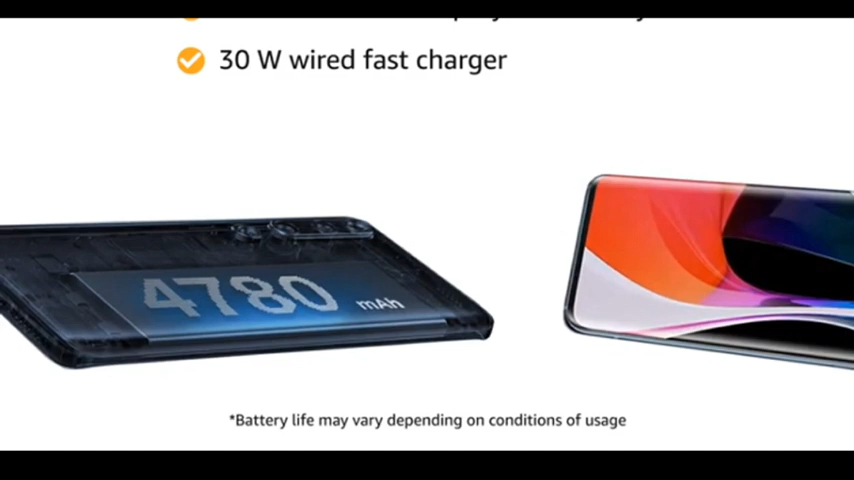 30 W wired fast charger
4780 mAh
*Battery life may vary depending on conditions of usage